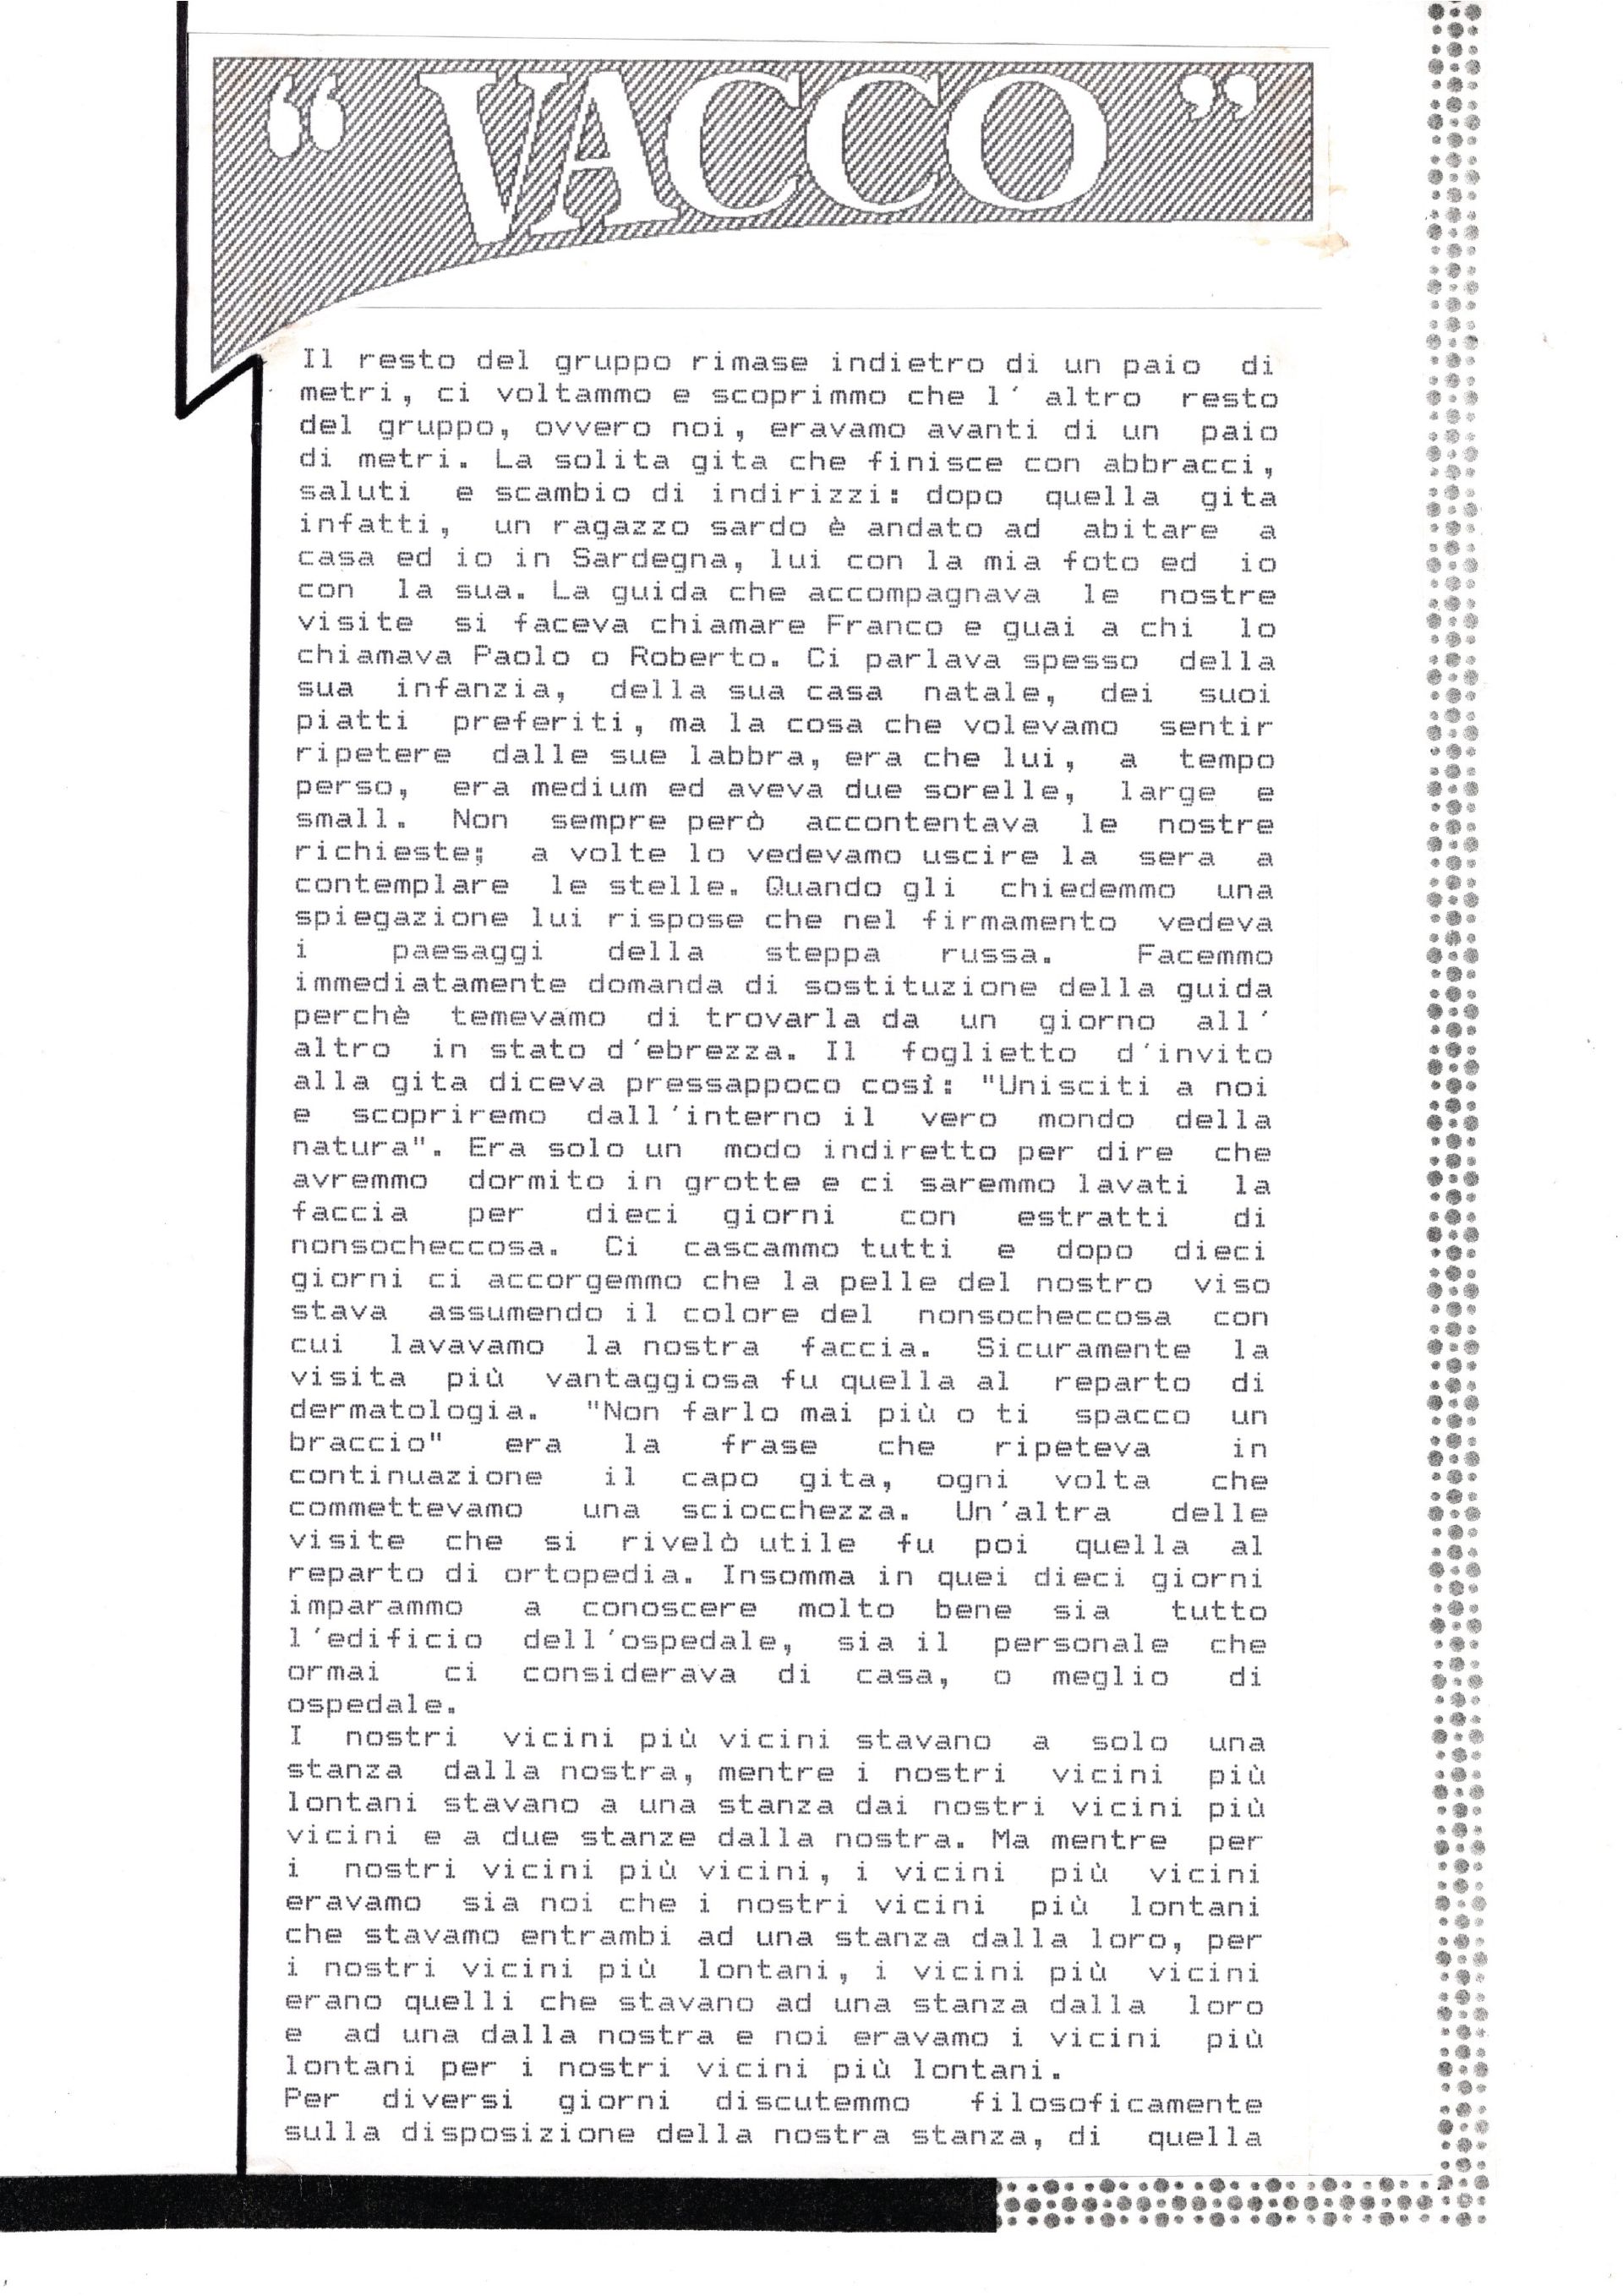 “ VACCO ”
Il resto del gruppo rimase indietro di un paio di
metri, ci voltammo e scoprimmo che l' altro resto
del gruppo, ovvero noi, eravamo avanti di un paio
di metri. La solita gita che finisce con abbracci,
saluti e scambio di indirizzi: dopo quella gita
infatti, un ragazzo sardo è andato ad abitare a
casa ed io in Sardegna, lui con la mia foto ed io
con la sua. La guida che accompagnava le nostre
visite si faceva chiamare Franco e guai a chi lo
chiamava Paolo o Roberto. Ci parlava spesso della
sua infanzia, della sua casa natale, dei suoi
piatti preferiti, ma la cosa che volevamo sentir
ripetere dalle sue labbra, era che lui, a tempo
perso, era medium ed aveva due sorelle, large e
small. Non sempre però accontentava le nostre
richieste; a volte lo vedevamo uscire la sera a
contemplare le stelle. Quando gli chiedemmo una
spiegazione lui rispose che nel firmamento vedeva
i paesaggi della steppa russa. Facemmo
immediatamente domanda di sostituzione della guida
perchè temevamo di trovarla da un giorno all'
altro in stato d'ebrezza. Il foglietto d'invito
alla gita diceva pressappoco così: "Unisciti a noi
e scopriremo dall'interno il vero mondo della
natura". Era solo un modo indiretto per dire che
avremmo dormito in grotte e ci saremmo lavati la
faccia per dieci giorni con estratti di
nonsocheccosa. Ci cascammo tutti e dopo dieci
giorni ci accorgemmo che la pelle del nostro viso
stava assumendo il colore del nonsocheccosa con
cui lavavamo la nostra faccia. Sicuramente la
visita più vantaggiosa fu quella al reparto di
dermatologia. "Non farlo mai più o ti spacco un
braccio" era la frase che ripeteva in
continuazione il capo gita, ogni volta che
commettevamo una sciocchezza. Un'altra delle
visite che si rivelò utile fu poi quella al
reparto di ortopedia. Insomma in quei dieci giorni
imparammo a conoscere molto bene sia tutto
l'edificio dell'ospedale, sia il personale che
ormai ci considerava di casa, o meglio di
ospedale.
I nostri vicini più vicini stavano a solo una
stanza dalla nostra, mentre i nostri vicini più
lontani stavano a una stanza dai nostri vicini più
vicini e a due stanze dalla nostra. Ma mentre per
i nostri vicini più vicini, i vicini più vicini
eravamo sia noi che i nostri vicini più lontani
che stavamo entrambi ad una stanza dalla loro, per
i nostri vicini più lontani, i vicini più vicini
erano quelli che stavano ad una stanza dalla loro
e ad una dalla nostra e noi eravamo i vicini più
lontani per i nostri vicini più lontani.
Per diversi giorni discutemmo filosoficamente
sulla disposizione della nostra stanza, di quella